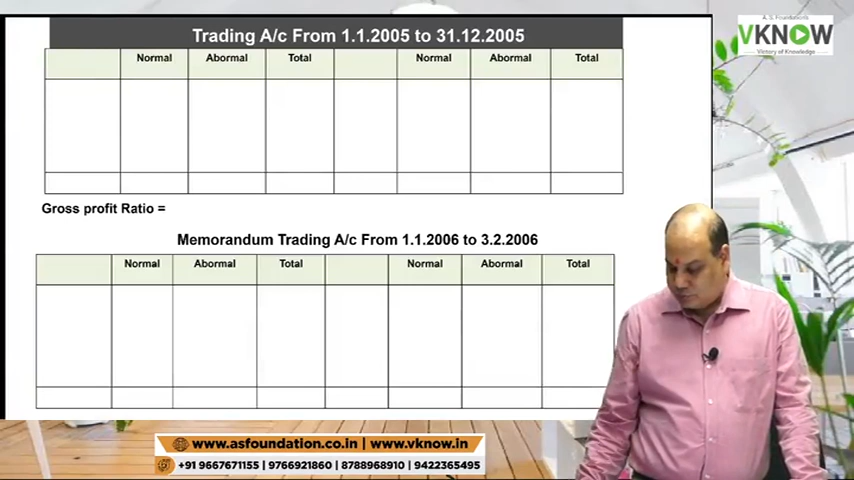 Trading A/c From 1.1.2005 to 31.12.2005
Normal Abormal Total Normal Abormal Total
Gross profit Ratio =
Memorandum Trading A/c From 1.1.2006 to 3.2.2006
Normal Abormal Total Normal Abormal Total
A. S. Foundation's
VKNOW
Victory of Knowledge
www.asfoundation.co.in | www.vknow.in
+91 9667671155 | 9766921860 | 8788968910 | 9422365495